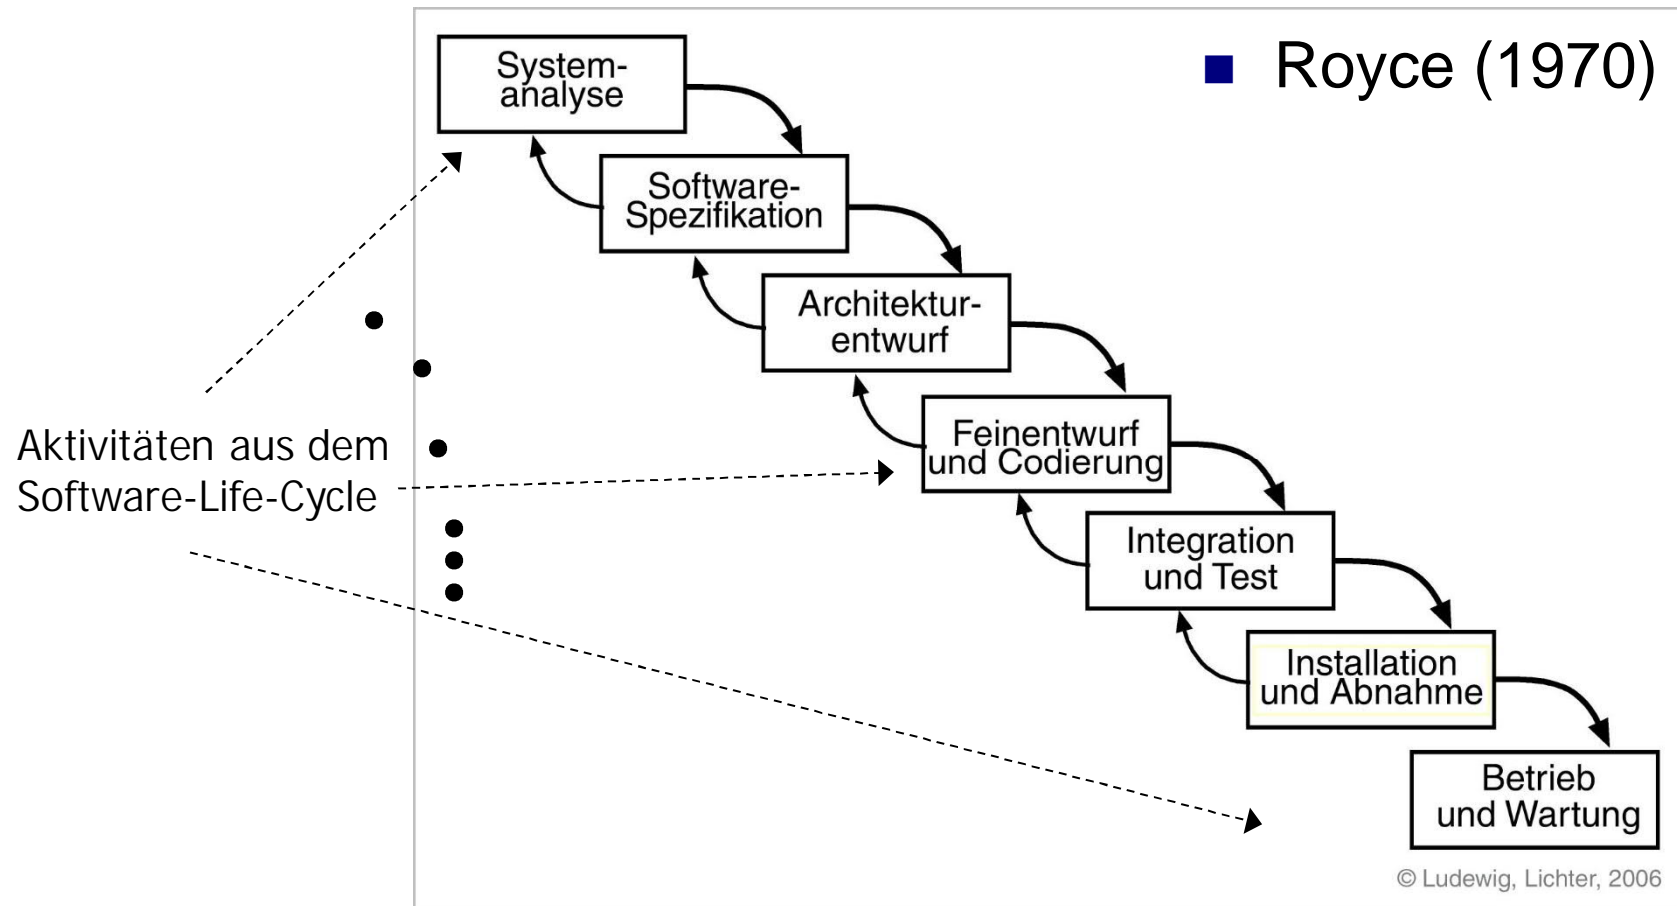 Royce (1970)
System-
analyse
Software-
Spezifikation
Architektur-
entwurf
Feinentwurf
und Codierung
Aktivitäten aus dem
Software-Life-Cycle
Integration
und Test
Installation
und Abnahme
Betrieb
und Wartung
© Ludewig, Lichter, 2006